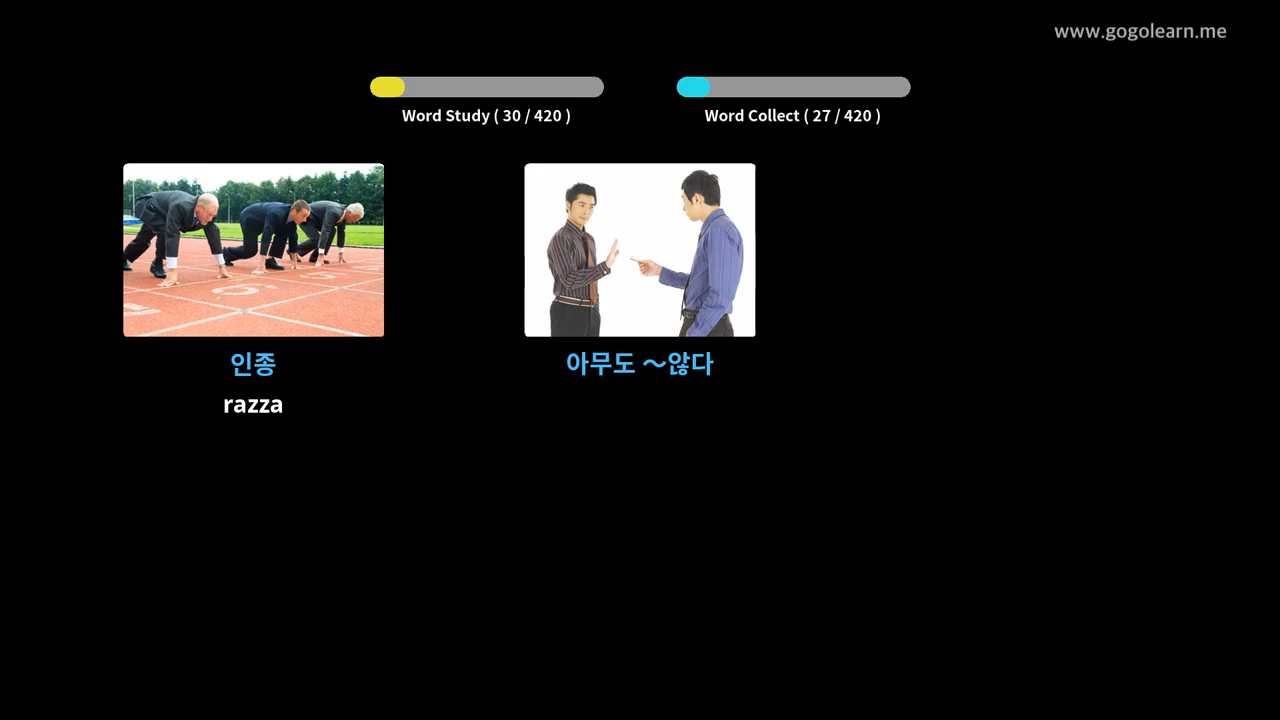 www.gogolearn.me
Word Study ( 30 / 420 )
Word Collect ( 27 / 420 )
인종
razza
아무도 ～않다